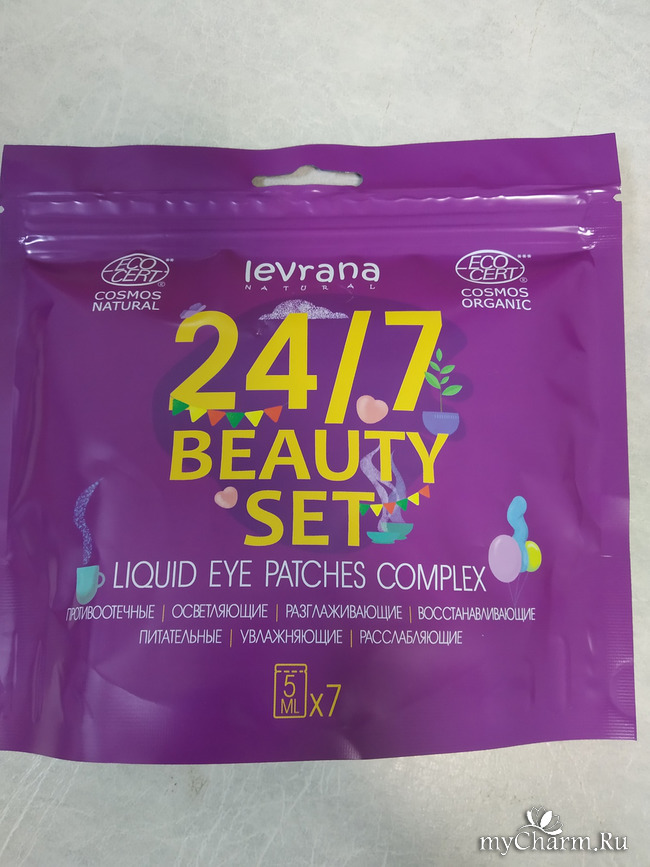 ECO CERT
COSMOS NATURAL
levrana
NATURAL
ECO CERT
COSMOS ORGANIC
24/7
BEAUTY
SET
LIQUID EYE PATCHES COMPLEX
ПРОТИВООТЕЧНЫЕ | ОСВЕТЛЯЮЩИЕ | РАЗГЛАЖИВАЮЩИЕ | ВОССТАНАВЛИВАЮЩИЕ
ПИТАТЕЛЬНЫЕ | УВЛАЖНЯЮЩИЕ | РАССЛАБЛЯЮЩИЕ
5 ML x7
myCharm.Ru